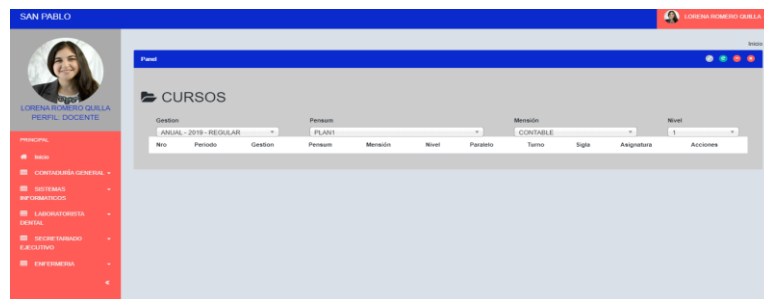 SAN PABLO
LORENA ROMERO QUILLA
Inicio
Panel
LORENA ROMERO QUILLA
PERFIL: DOCENTE
CURSOS
Gestion Pensum Mensión Nivel
ANUAL - 2019 - REGULAR PLAN1 CONTABLE 1
Nro Periodo Gestion Pensum Mensión Nivel Paralelo Turno Sigla Asignatura Acciones
PRINCIPAL
Inicio
CONTADURÍA GENERAL
SISTEMAS
INFORMATICOS
LABORATORISTA
DENTAL
SECRETARIADO
EJECUTIVO
ENFERMERIA